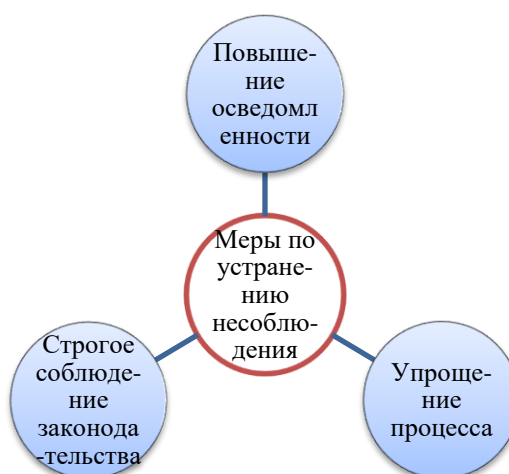 Повыше-
ние
осведомл
енности
Меры по
устране-
нию
несоблю-
дения
Строгое
соблюде-
ние
законода
-тельства
Упроще-
ние
процесса